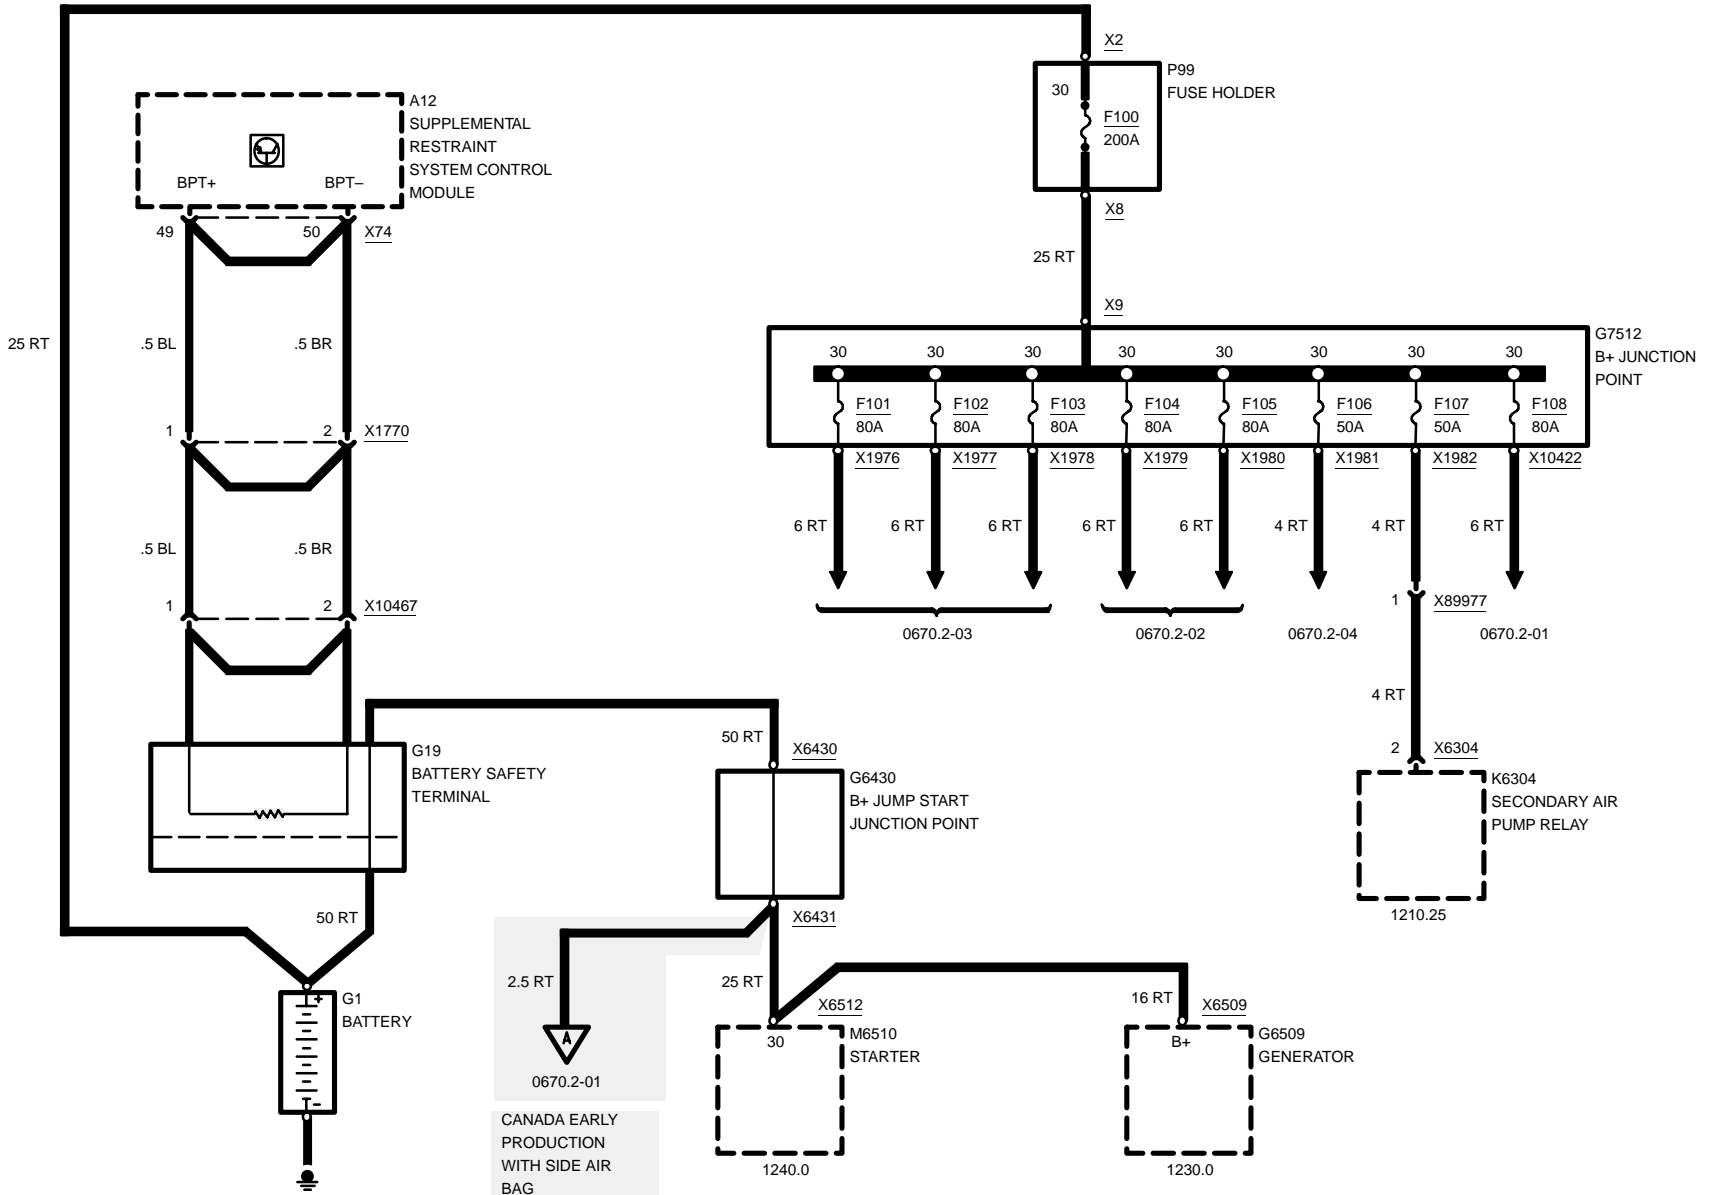 X2
P99
FUSE HOLDER
30
F100
200A
X8
A12
SUPPLEMENTAL
RESTRAINT
SYSTEM CONTROL
MODULE
BPT+ BPT–
49 50 X74
25 RT
X9
25 RT
.5 BL .5 BR
G7512
B+ JUNCTION
POINT
30 30 30 30 30 30 30 30
F101 F102 F103 F104 F105 F106 F107 F108
80A 80A 80A 80A 80A 50A 50A 80A
X1976 X1977 X1978 X1979 X1980 X1981 X1982 X10422
1 2 X1770
6 RT 6 RT 6 RT 6 RT 6 RT 4 RT 4 RT 6 RT
.5 BL .5 BR
1 2 X10467
1 X89977
0670.2-03 0670.2-02 0670.2-04 0670.2-01
4 RT
50 RT X6430
2 X6304
G19
BATTERY SAFETY
TERMINAL
G6430
B+ JUMP START
JUNCTION POINT
K6304
SECONDARY AIR
PUMP RELAY
1210.25
50 RT
X6431
2.5 RT
25 RT
16 RT
X6512
X6509
G1
BATTERY
+
–
A
0670.2-01
30
M6510
STARTER
B+
G6509
GENERATOR
CANADA EARLY
PRODUCTION
WITH SIDE AIR
BAG
1240.0
1230.0